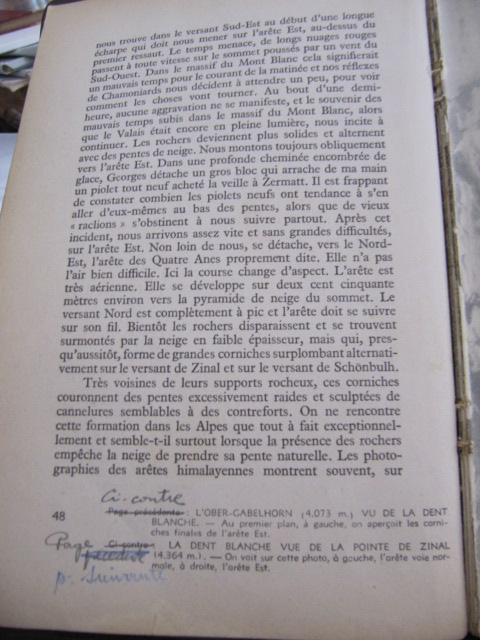 nous trouve dans le versant Sud-Est au début d'une longue
écharpe qui doit nous mener sur l'arête Est, au-dessus du
premier ressaut. Le temps menace, de longs nuages rouges
passent à toute vitesse sur le sommet poussés par un vent du
Sud-Ouest. Dans le massif du Mont Blanc cela signifierait
un mauvais temps pour le courant de la matinée et nos réflexes
de Chamoniards nous décident à attendre un peu, pour voir
comment les choses vont tourner. Au bout d'une demi-
heure, aucune aggravation ne se manifeste, et le souvenir des
mauvais temps subis dans le massif du Mont Blanc, alors
que le Valais était encore en pleine lumière, nous incite à
continuer. Les rochers deviennent plus solides et alternent
avec des pentes de neige. Nous montons toujours obliquement
vers l'arête Est. Dans une profonde cheminée encombrée de
glace, Georges détache un gros bloc qui arrache de ma main
un piolet tout neuf acheté la veille à Zermatt. Il est frappant
de constater combien les piolets neufs ont tendance à s'en
aller d'eux-mêmes au bas des pentes, alors que de vieux
« raclions » s'obstinent à nous suivre partout. Après cet
incident, nous arrivons assez vite et sans grandes difficultés,
sur l'arête Est. Non loin de nous, se détache, vers le Nord-
Est, l'arête des Quatre Anes proprement dite. Elle n'a pas
l'air bien difficile. Ici la course change d'aspect. L'arête est
très aérienne. Elle se développe sur deux cent cinquante
mètres environ vers la pyramide de neige du sommet. Le
versant Nord est complètement à pic et l'arête doit se suivre
sur son fil. Bientôt les rochers disparaissent et se trouvent
surmontés par la neige en faible épaisseur, mais qui, pres-
qu'aussitôt, forme de grandes corniches surplombant alternati-
vement sur le versant de Zinal et sur le versant de Schönbulh.
Très voisines de leurs supports rocheux, ces corniches
couronnent des pentes excessivement raides et sculptées de
cannelures semblables à des contreforts. On ne rencontre
cette formation dans les Alpes que tout à fait exceptionnel-
lement et semble-t-il surtout lorsque la présence des rochers
empêche la neige de prendre sa pente naturelle. Les photo-
graphies des arêtes himalayennes montrent souvent, sur
Ci-contre
48 Page précédente : L'OBER-GABELHORN (4.073 m.) VU DE LA DENT
BLANCHE. — Au premier plan, à gauche, on aperçoit les corni-
ches finales de l'arête Est.
Page Ci-contre : LA DENT BLANCHE VUE DE LA POINTE DE ZINAL
(4.364 m.) — On voit sur cette photo, à gauche, l'arête voie nor-
male, à droite, l'arête Est.
p. suivante